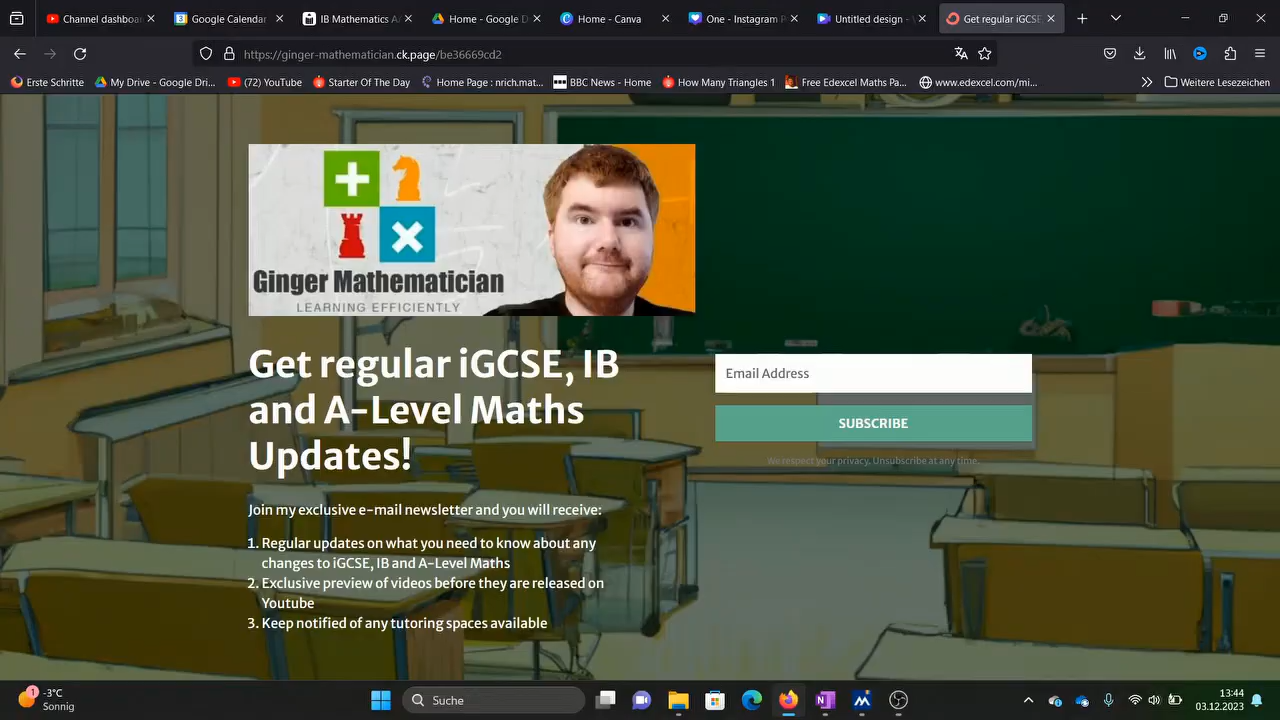 Channel dashboard
Google Calendar
IB Mathematics AA
Home - Google D
Home - Canva
One - Instagram
Untitled design -
Get regular iGCSE,
https://ginger-mathematician.ck.page/be36669cd2
Erste Schritte
My Drive - Google Dri...
(72) YouTube
Starter Of The Day
Home Page : nrich.mat...
BBC News - Home
How Many Triangles 1
Free Edexcel Maths Pa...
www.edexcel.com/mi...
Weitere Lesezeichen
Ginger Mathematician
LEARNING EFFICIENTLY
Get regular iGCSE, IB
and A-Level Maths
Updates!
Join my exclusive e-mail newsletter and you will receive:
1. Regular updates on what you need to know about any
changes to iGCSE, IB and A-Level Maths
2. Exclusive preview of videos before they are released on
Youtube
3. Keep notified of any tutoring spaces available
Email Address
SUBSCRIBE
We respect your privacy. Unsubscribe at any time.
1
-3°C
Sonnig
Suche
13:44
03.12.2023